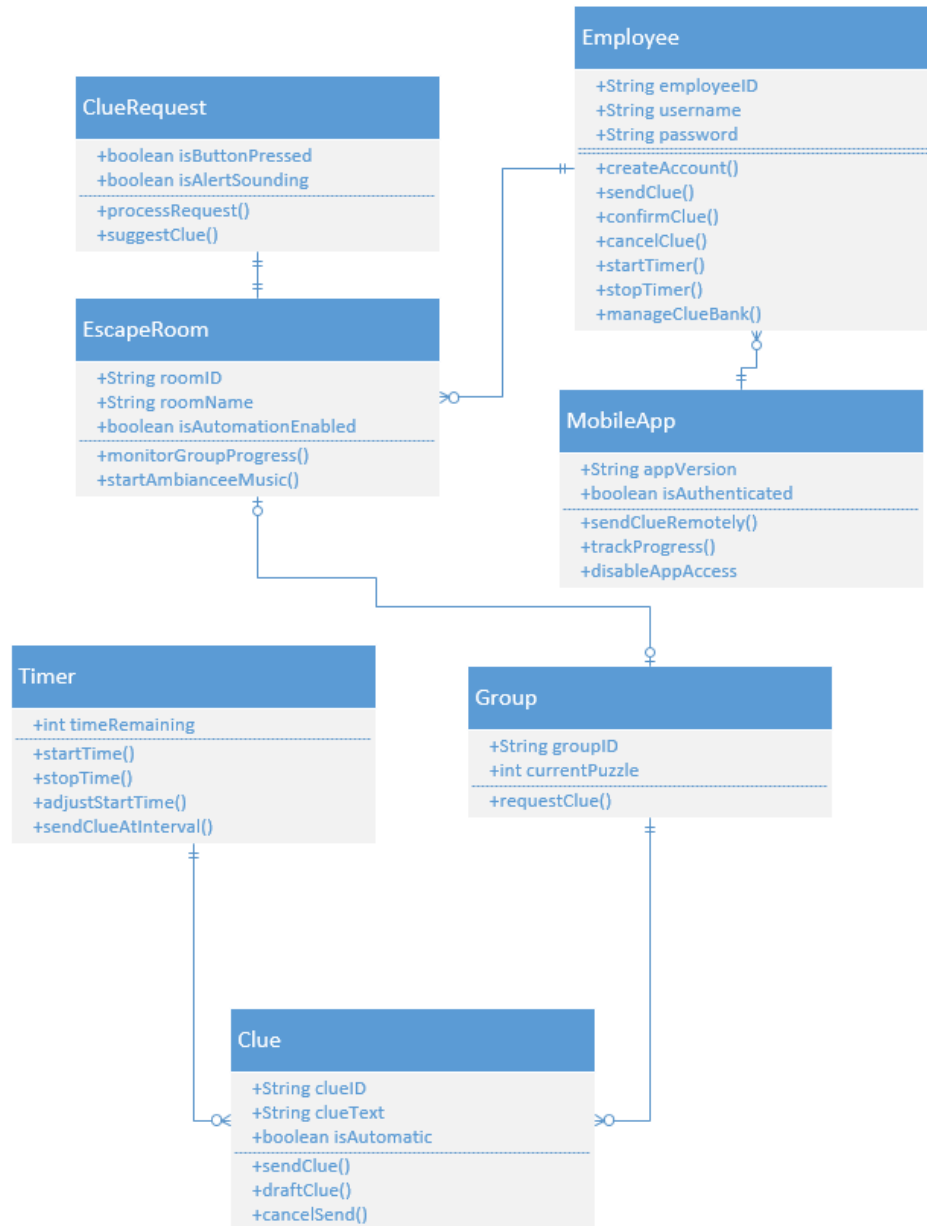 Employee
+String employeeID
+String username
+String password
+createAccount()
+sendClue()
+confirmClue()
+cancelClue()
+startTimer()
+stopTimer()
+manageClueBank()
ClueRequest
+boolean isButtonPressed
+boolean isAlertSounding
+processRequest()
+suggestClue()
EscapeRoom
+String roomID
+String roomName
+boolean isAutomationEnabled
+monitorGroupProgress()
+startAmbianceeMusic()
MobileApp
+String appVersion
+boolean isAuthenticated
+sendClueRemotely()
+trackProgress()
+disableAppAccess
Timer
+int timeRemaining
+startTime()
+stopTime()
+adjustStartTime()
+sendClueAtInterval()
Group
+String groupID
+int currentPuzzle
+requestClue()
Clue
+String clueID
+String clueText
+boolean isAutomatic
+sendClue()
+draftClue()
+cancelSend()